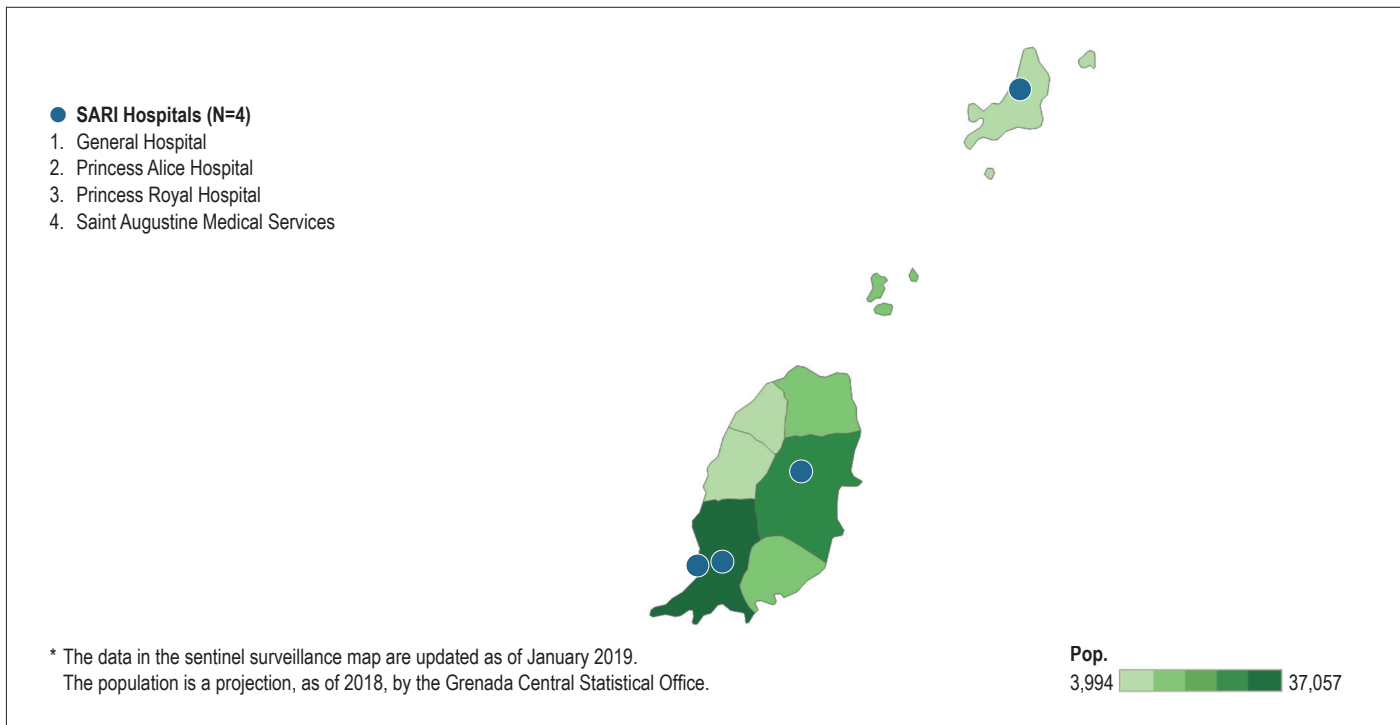 SARI Hospitals (N=4)
1. General Hospital
2. Princess Alice Hospital
3. Princess Royal Hospital
4. Saint Augustine Medical Services
* The data in the sentinel surveillance map are updated as of January 2019.
The population is a projection, as of 2018, by the Grenada Central Statistical Office.
Pop.
3,994 37,057